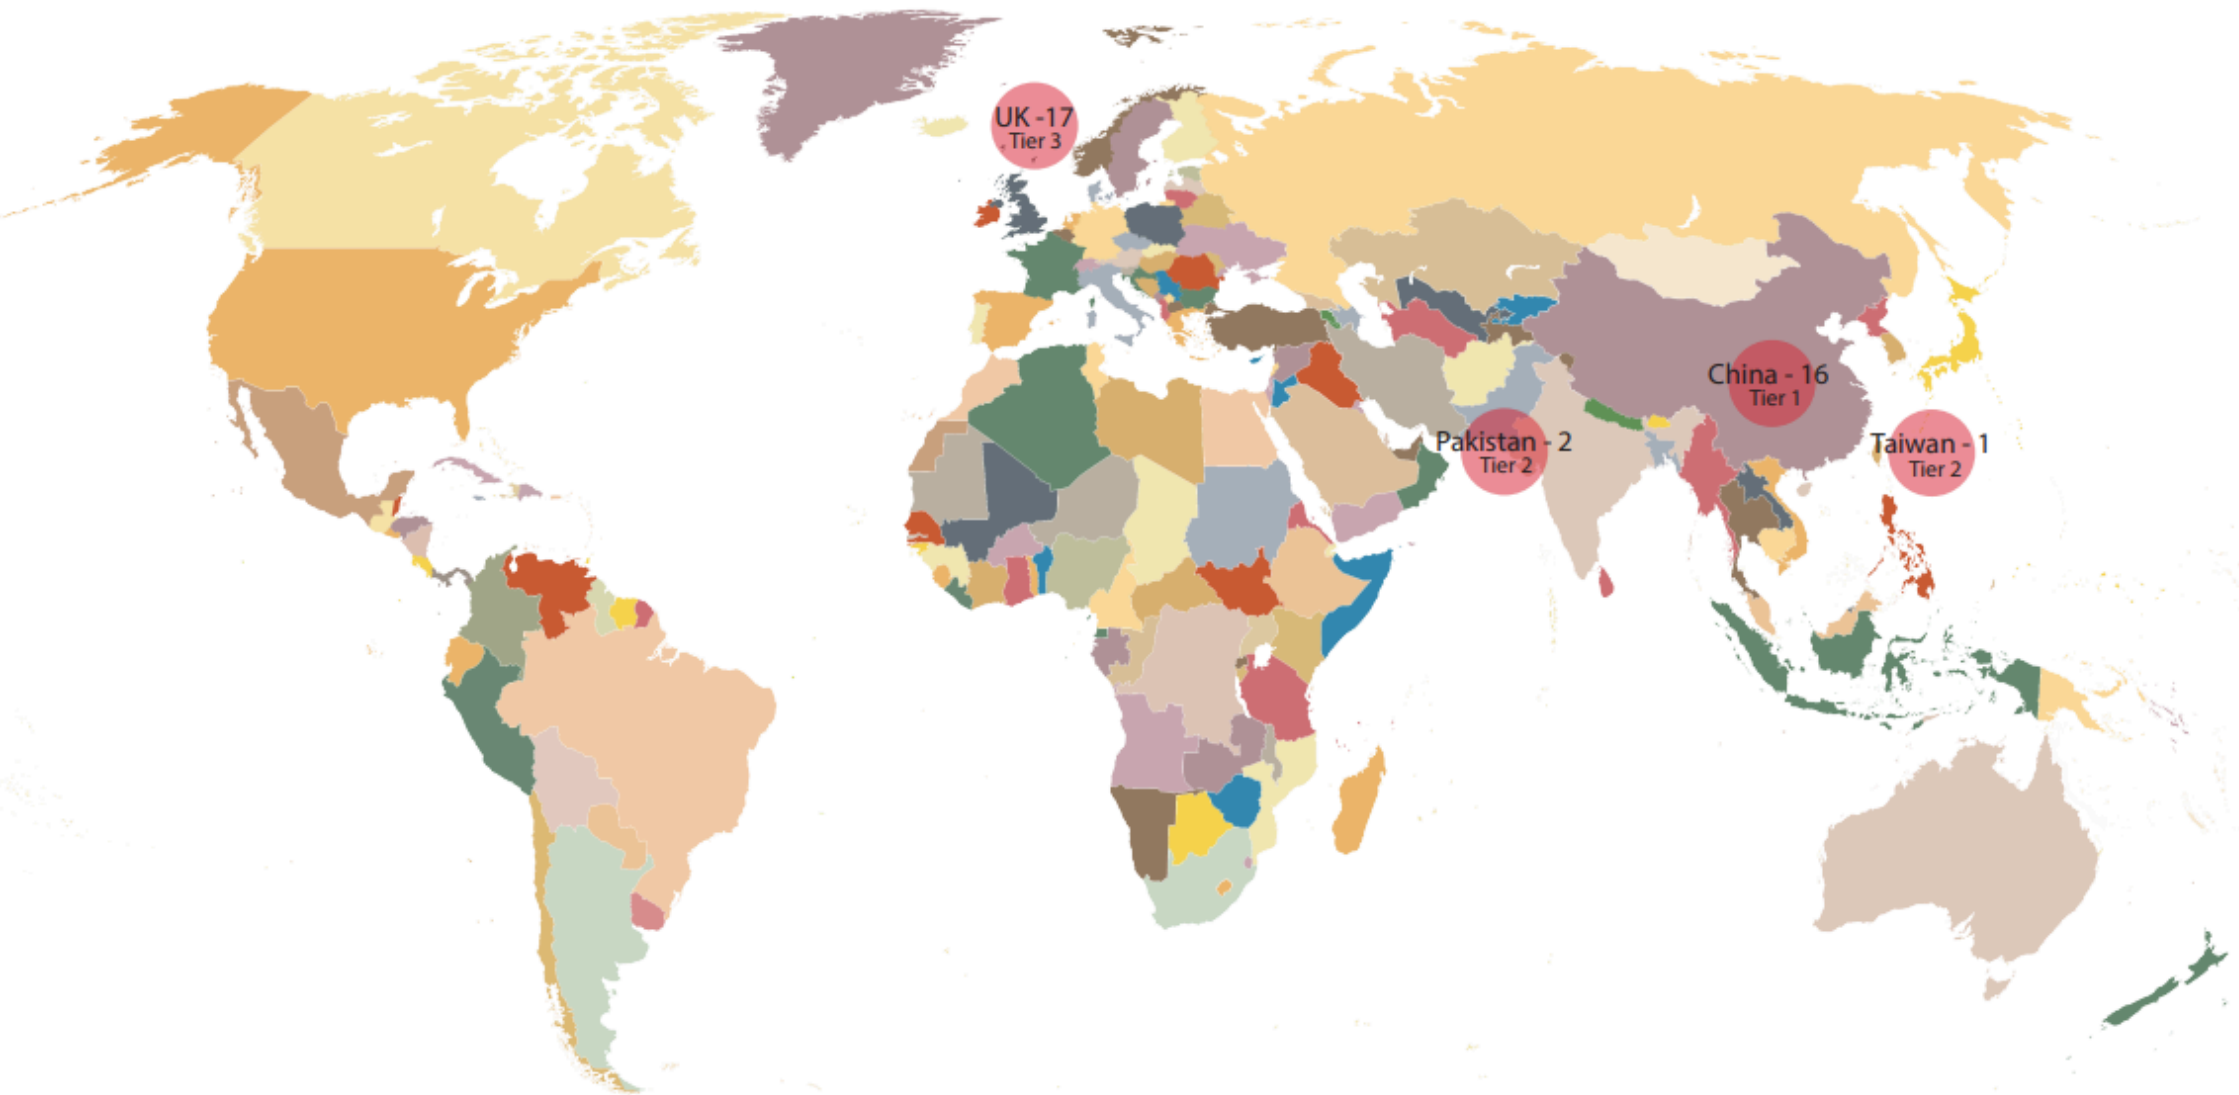 UK -17
Tier 3
China - 16
Tier 1
Pakistan - 2
Tier 2
Taiwan - 1
Tier 2